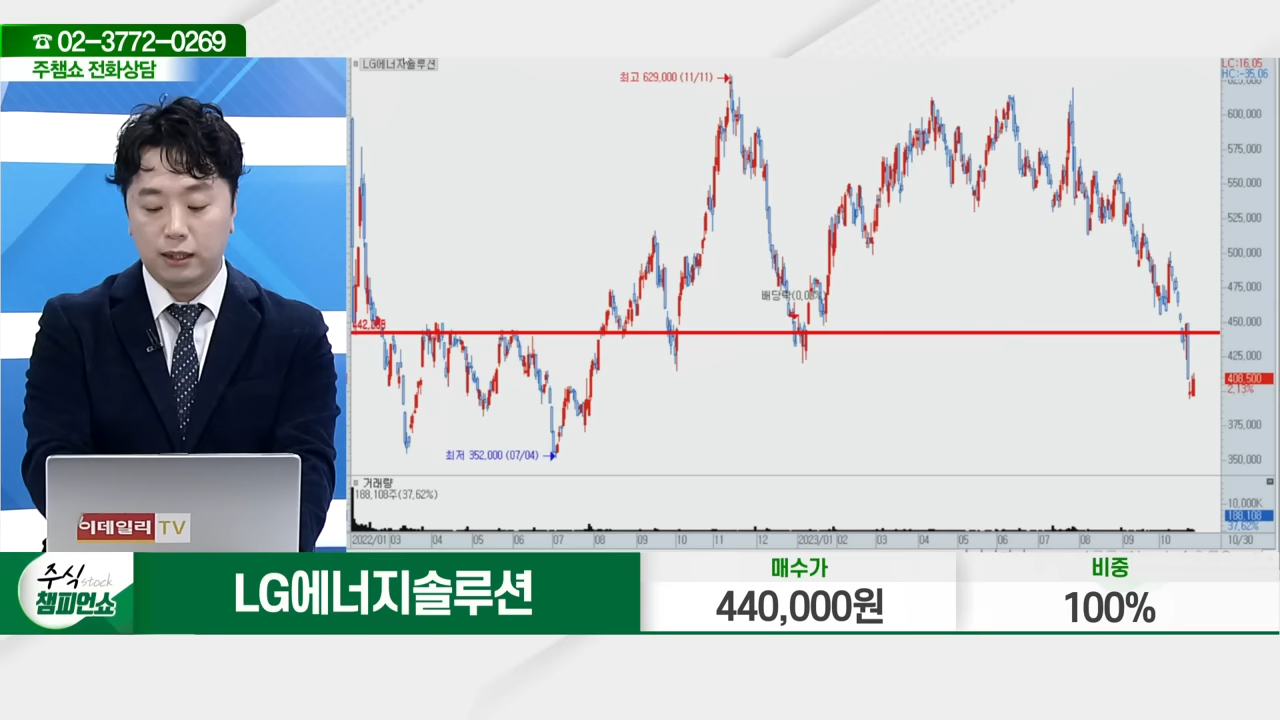 ☎ 02-3772-0269
주챔쇼 전화상담
LG에너지솔루션
최고 629,000 (11/11)
LC:16.05
HC:-35.06
625,000
600,000
575,000
550,000
525,000
500,000
475,000
450,000
425,000
408,500
2.13%
375,000
350,000
배당락(0,00%)
최저 352,000 (07/04)
거래량
188,108주(37,62%)
10,000K
188,108
37,62%
2022/01 03 04 05 06 07 08 09 10 11 12 2023/01 02 03 04 05 06 07 08 09 10 10/30
이데일리 TV
주식 stock
챔피언쇼
LG에너지솔루션
매수가
440,000원
비중
100%